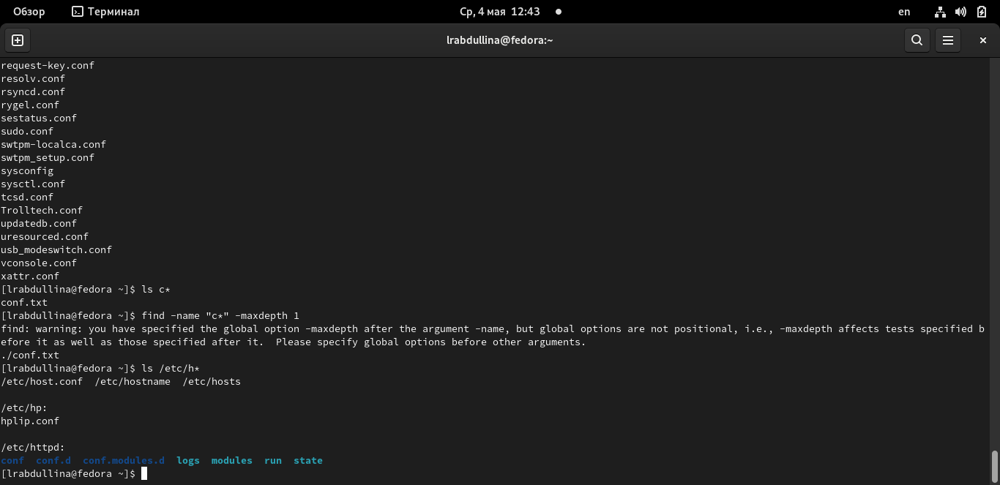 Обзор Терминал Ср, 4 мая 12:43 en
lrabdullina@fedora:~
request-key.conf
resolv.conf
rsyncd.conf
rygel.conf
sestatus.conf
sudo.conf
swtpm-localca.conf
swtpm_setup.conf
sysconfig
sysctl.conf
tcsd.conf
Trolltech.conf
updatedb.conf
uresourced.conf
usb_modeswitch.conf
vconsole.conf
xattr.conf
[lrabdullina@fedora ~]$ ls c*
conf.txt
[lrabdullina@fedora ~]$ find -name "c*" -maxdepth 1
find: warning: you have specified the global option -maxdepth after the argument -name, but global options are not positional, i.e., -maxdepth affects tests specified b
efore it as well as those specified after it.  Please specify global options before other arguments.
./conf.txt
[lrabdullina@fedora ~]$ ls /etc/h*
/etc/host.conf  /etc/hostname  /etc/hosts
/etc/hp:
hplip.conf
/etc/httpd:
conf  conf.d  conf.modules.d  logs  modules  run  state
[lrabdullina@fedora ~]$